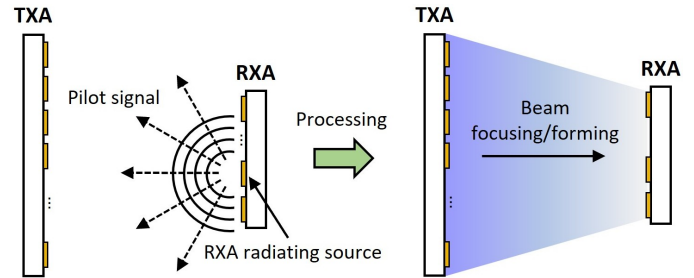 TXA
Pilot signal
RXA
...
...
RXA radiating source
Processing
TXA
RXA
Beam
focusing/forming
...
...